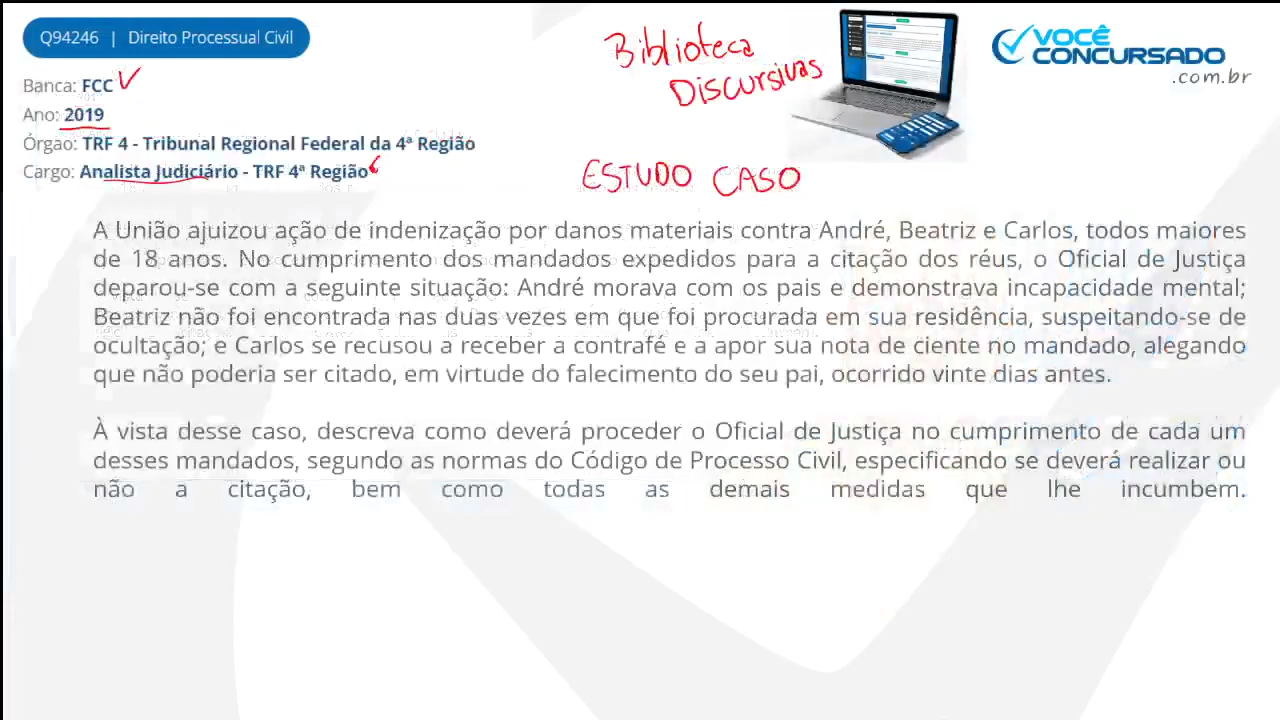 Q94246 | Direito Processual Civil
Biblioteca
Discursivas
VOCÊ
CONCURSADO
.com.br
Banca: FCC
Ano: 2019
Órgao: TRF 4 - Tribunal Regional Federal da 4ª Região
Cargo: Analista Judiciário - TRF 4ª Região
ESTUDO CASO
A União ajuizou ação de indenização por danos materiais contra André, Beatriz e Carlos, todos maiores
de 18 anos. No cumprimento dos mandados expedidos para a citação dos réus, o Oficial de Justiça
deparou-se com a seguinte situação: André morava com os pais e demonstrava incapacidade mental;
Beatriz não foi encontrada nas duas vezes em que foi procurada em sua residência, suspeitando-se de
ocultação; e Carlos se recusou a receber a contrafé e a apor sua nota de ciente no mandado, alegando
que não poderia ser citado, em virtude do falecimento do seu pai, ocorrido vinte dias antes.
À vista desse caso, descreva como deverá proceder o Oficial de Justiça no cumprimento de cada um
desses mandados, segundo as normas do Código de Processo Civil, especificando se deverá realizar ou
não a citação, bem como todas as demais medidas que lhe incumbem.